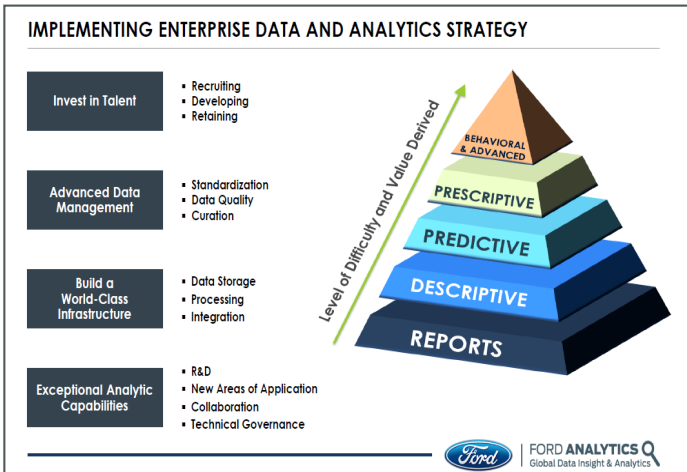 IMPLEMENTING ENTERPRISE DATA AND ANALYTICS STRATEGY
Invest in Talent
▪ Recruiting
▪ Developing
▪ Retaining
Advanced Data
Management
▪ Standardization
▪ Data Quality
▪ Curation
Build a
World-Class
Infrastructure
▪ Data Storage
▪ Processing
▪ Integration
Exceptional Analytic
Capabilities
▪ R&D
▪ New Areas of Application
▪ Collaboration
▪ Technical Governance
Level of Difficulty and Value Derived
BEHAVIORAL
& ADVANCED
PRESCRIPTIVE
PREDICTIVE
DESCRIPTIVE
REPORTS
Ford
FORD ANALYTICS
Global Data Insight & Analytics